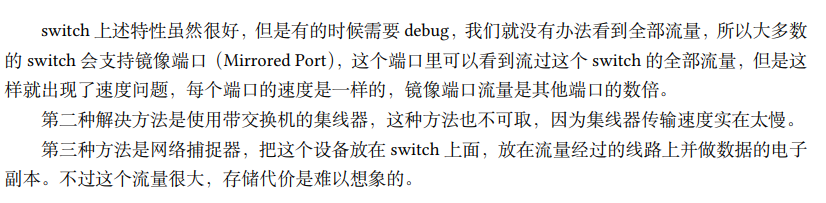 switch 上述特性虽然很好，但是有的时候需要 debug，我们就没有办法看到全部流量，所以大多数
的 switch 会支持镜像端口（Mirrored Port），这个端口里可以看到流过这个 switch 的全部流量，但是这
样就出现了速度问题，每个端口的速度是一样的，镜像端口流量是其他端口的数倍。
第二种解决方法是使用带交换机的集线器，这种方法也不可取，因为集线器传输速度实在太慢。
第三种方法是网络捕捉器，把这个设备放在 switch 上面，放在流量经过的线路上并做数据的电子
副本。不过这个流量很大，存储代价是难以想象的。